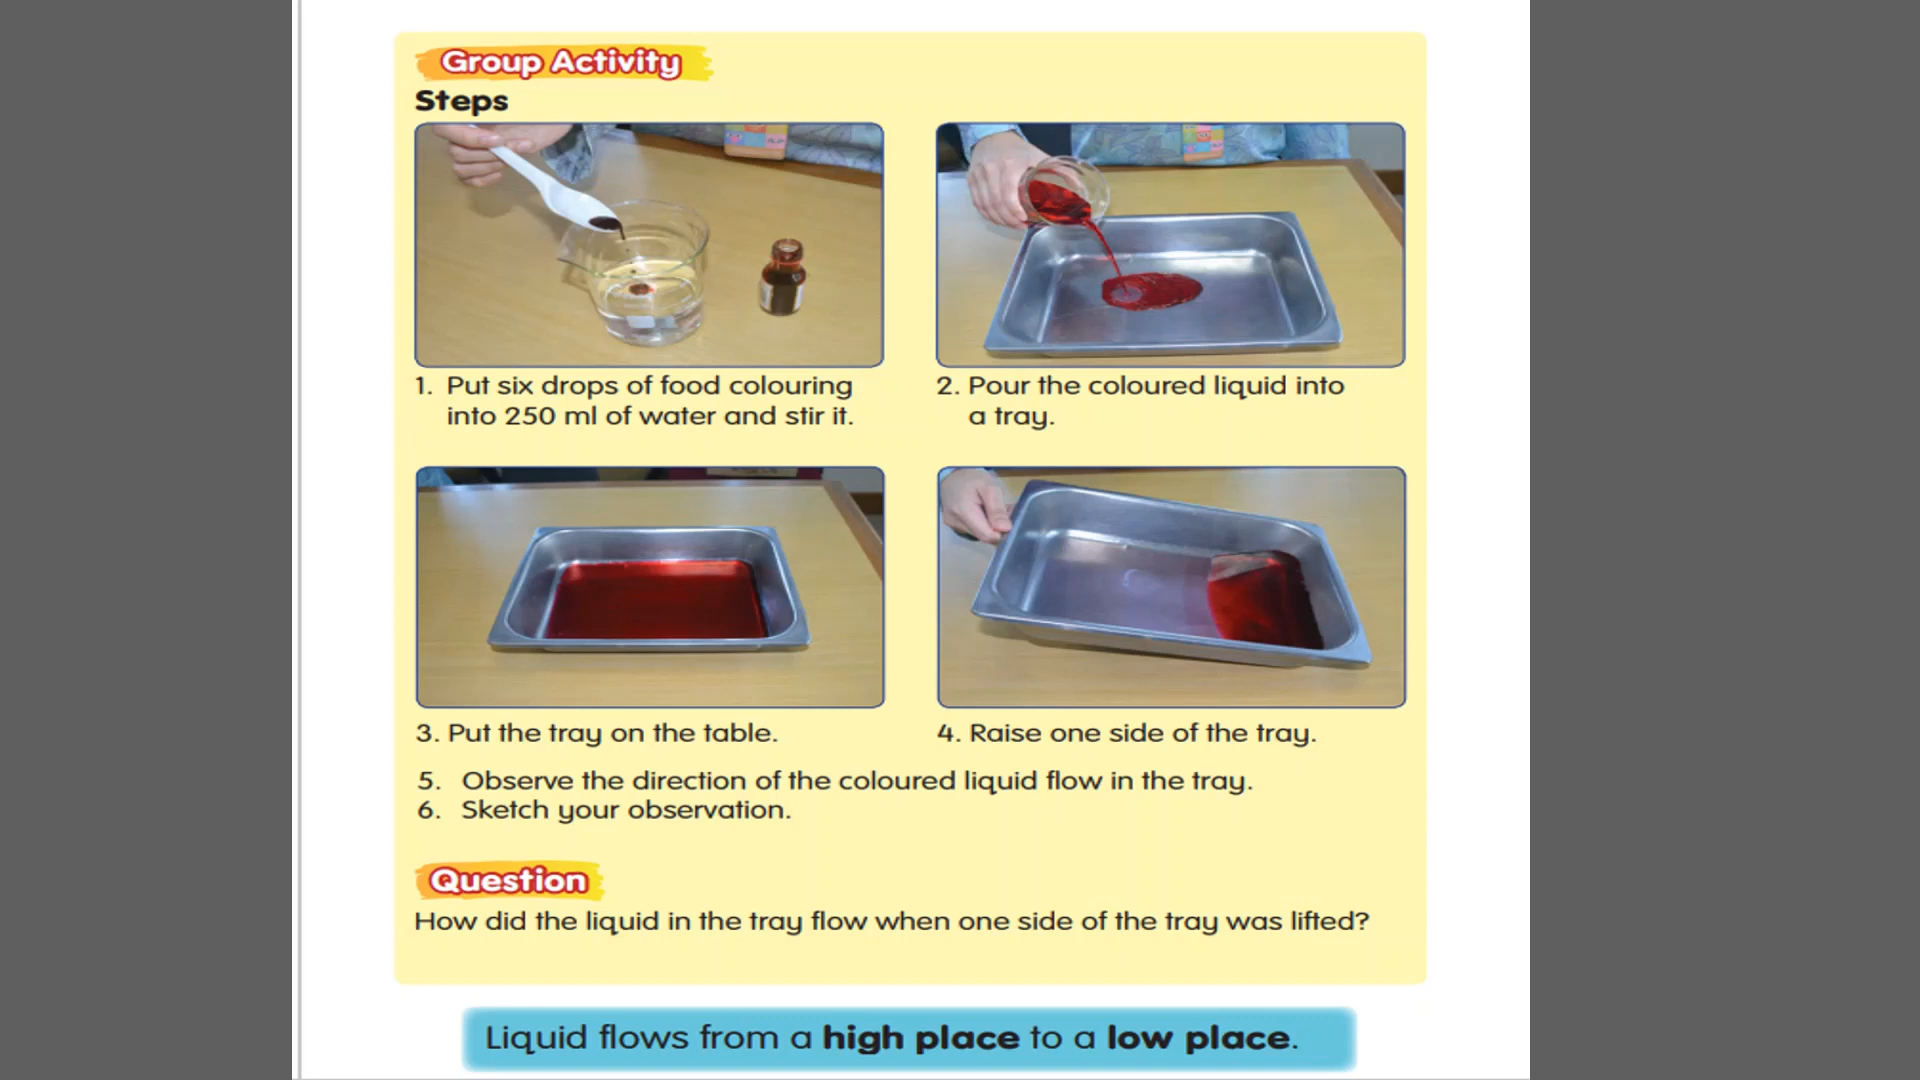 Group Activity
Steps
1. Put six drops of food colouring
into 250 ml of water and stir it.
2. Pour the coloured liquid into
a tray.
3. Put the tray on the table.
4. Raise one side of the tray.
5. Observe the direction of the coloured liquid flow in the tray.
6. Sketch your observation.
Question
How did the liquid in the tray flow when one side of the tray was lifted?
Liquid flows from a high place to a low place.